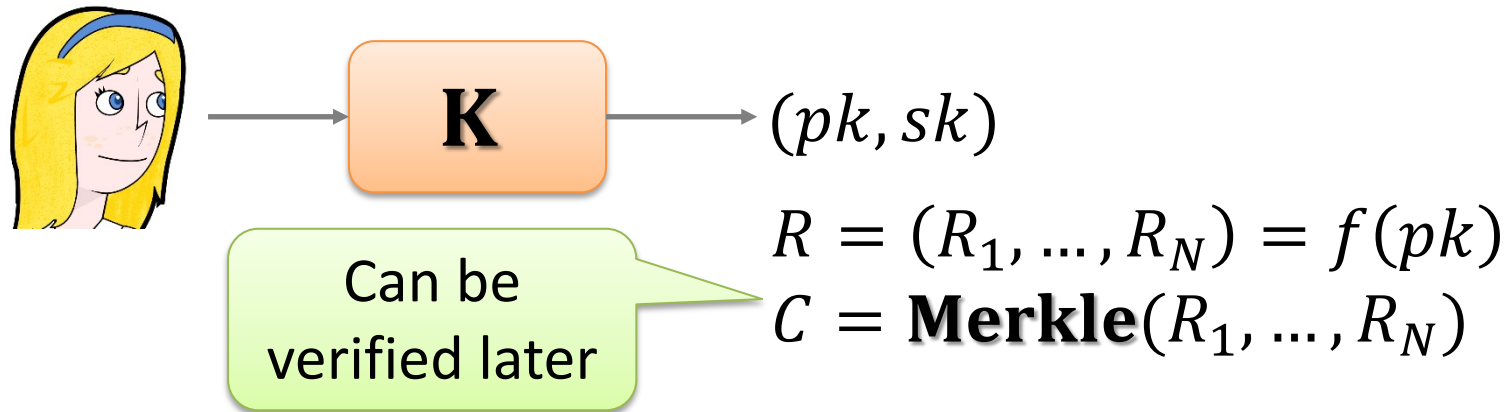 K
(pk, sk)
R = (R₁, …, R_N) = f(pk)
Can be
verified later
C = Merkle(R₁, …, R_N)